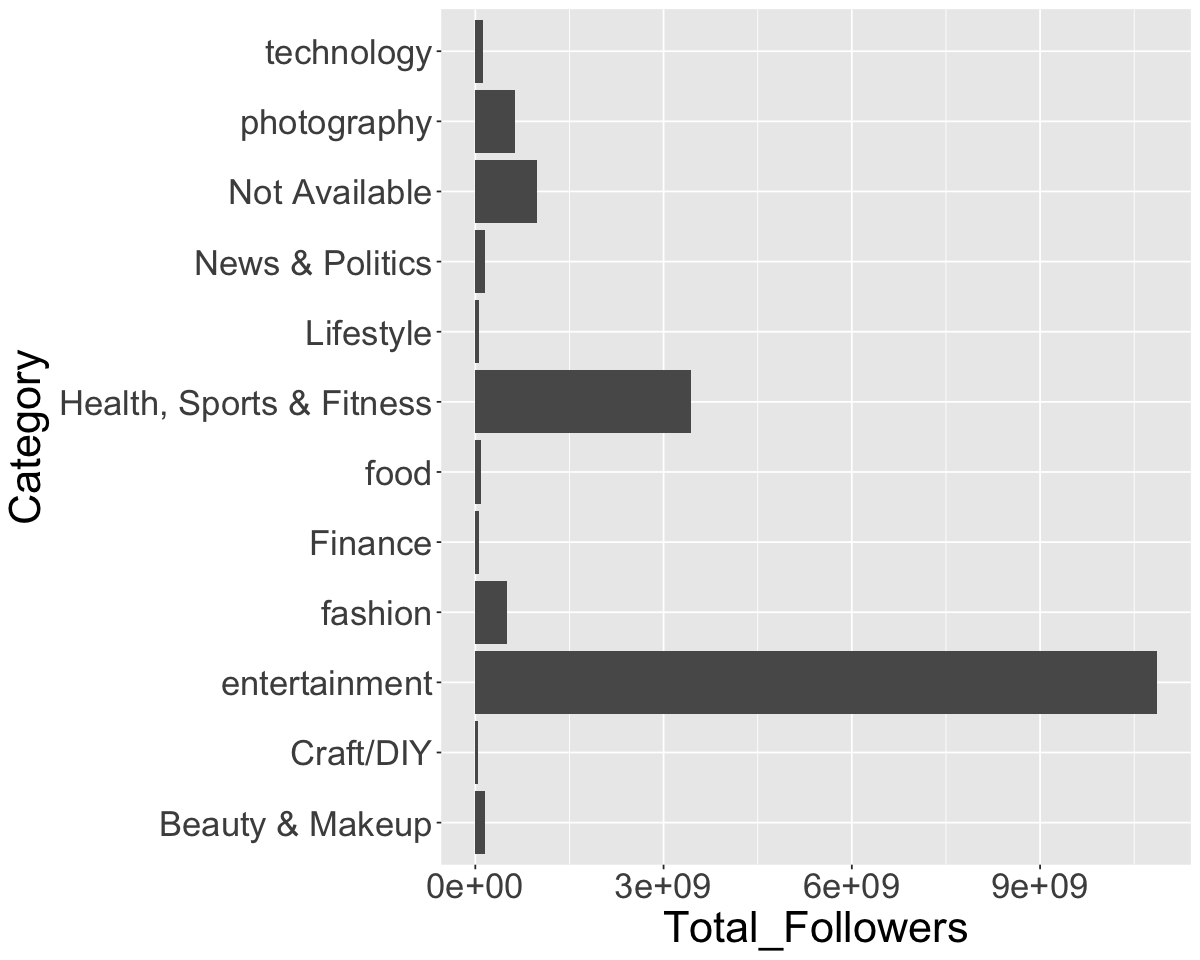 technology
photography
Not Available
News & Politics
Lifestyle
Health, Sports & Fitness
food
Finance
fashion
entertainment
Craft/DIY
Beauty & Makeup
Category
0e+00 3e+09 6e+09 9e+09
Total_Followers